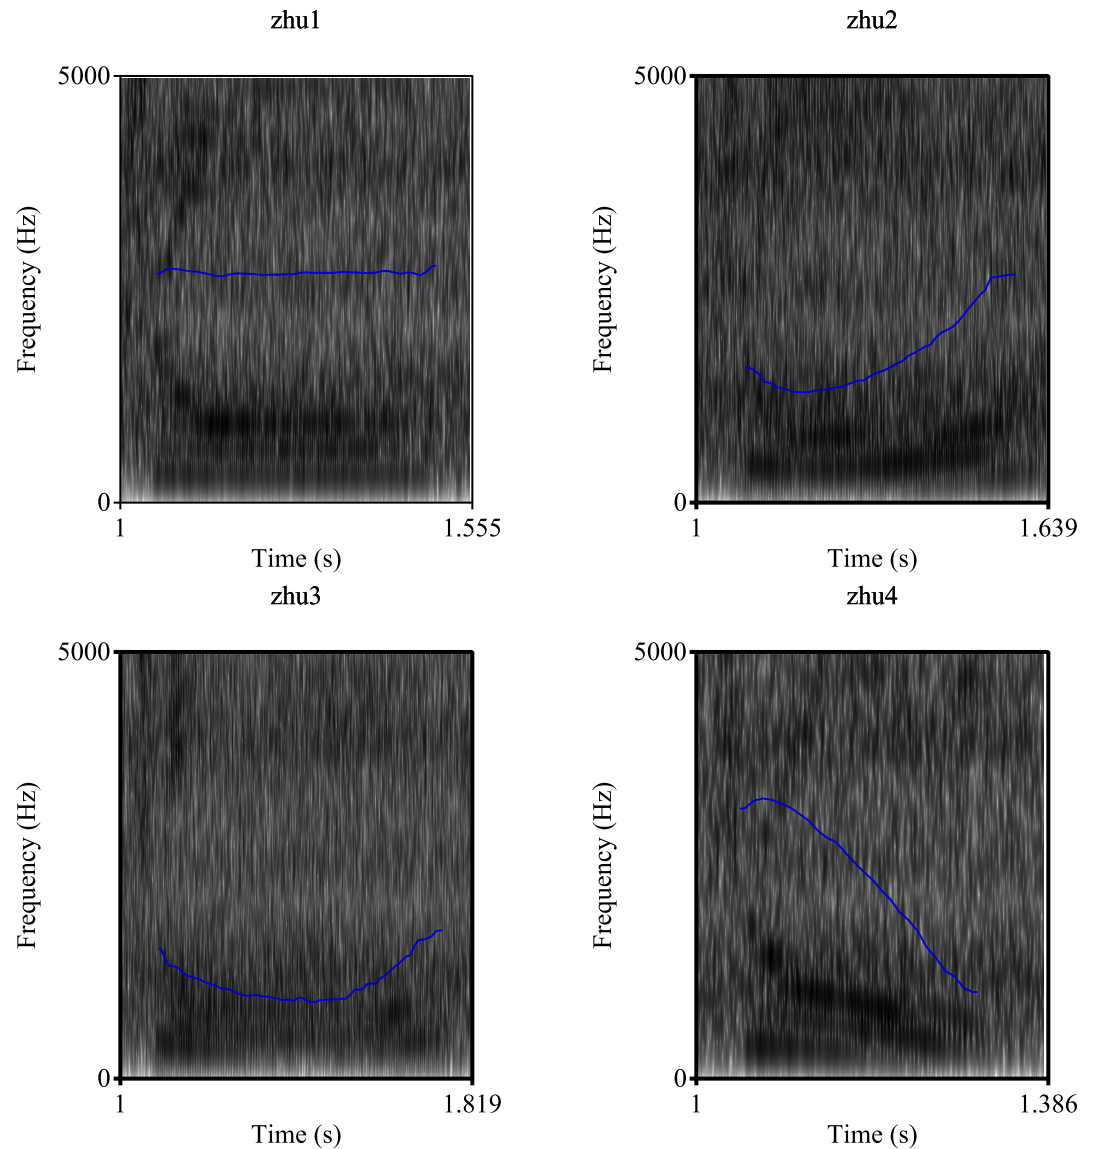 zhu1
5000
Frequency (Hz)
0
1
1.555
Time (s)
zhu2
5000
Frequency (Hz)
0
1
1.639
Time (s)
zhu3
5000
Frequency (Hz)
0
1
1.819
Time (s)
zhu4
5000
Frequency (Hz)
0
1
1.386
Time (s)